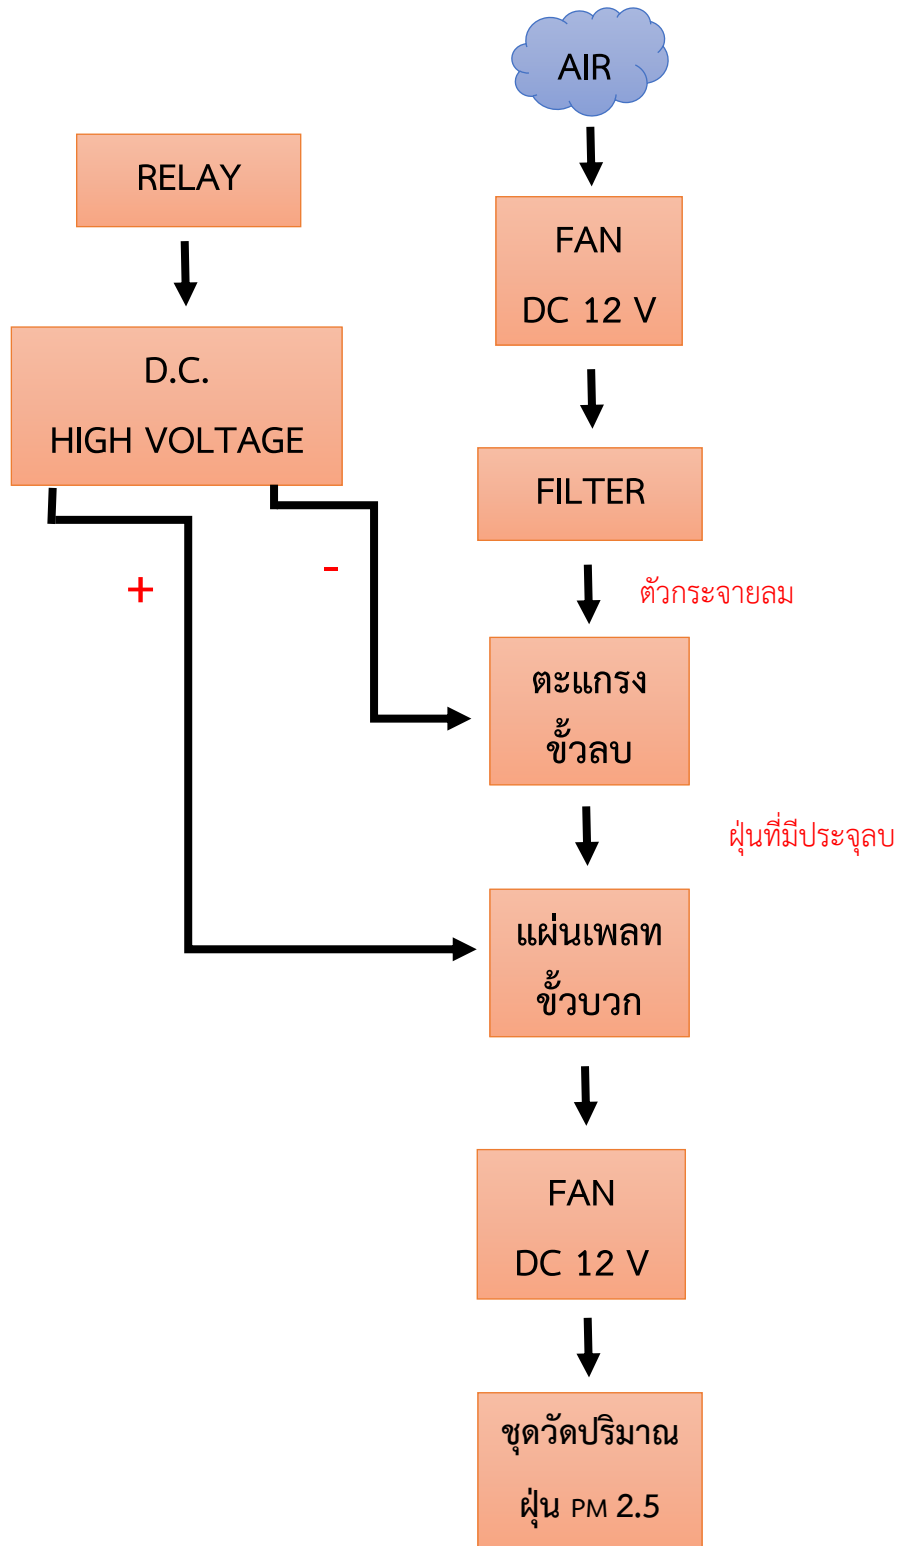 AIR
RELAY
FAN
DC 12 V
D.C.
HIGH VOLTAGE
FILTER
+
-
ตัวกระจายลม
ตะแกรง
ขั้วลบ
ฝุ่นที่มีประจุลบ
แผ่นเพลท
ขั้วบวก
FAN
DC 12 V
ชุดวัดปริมาณ
ฝุ่น PM 2.5